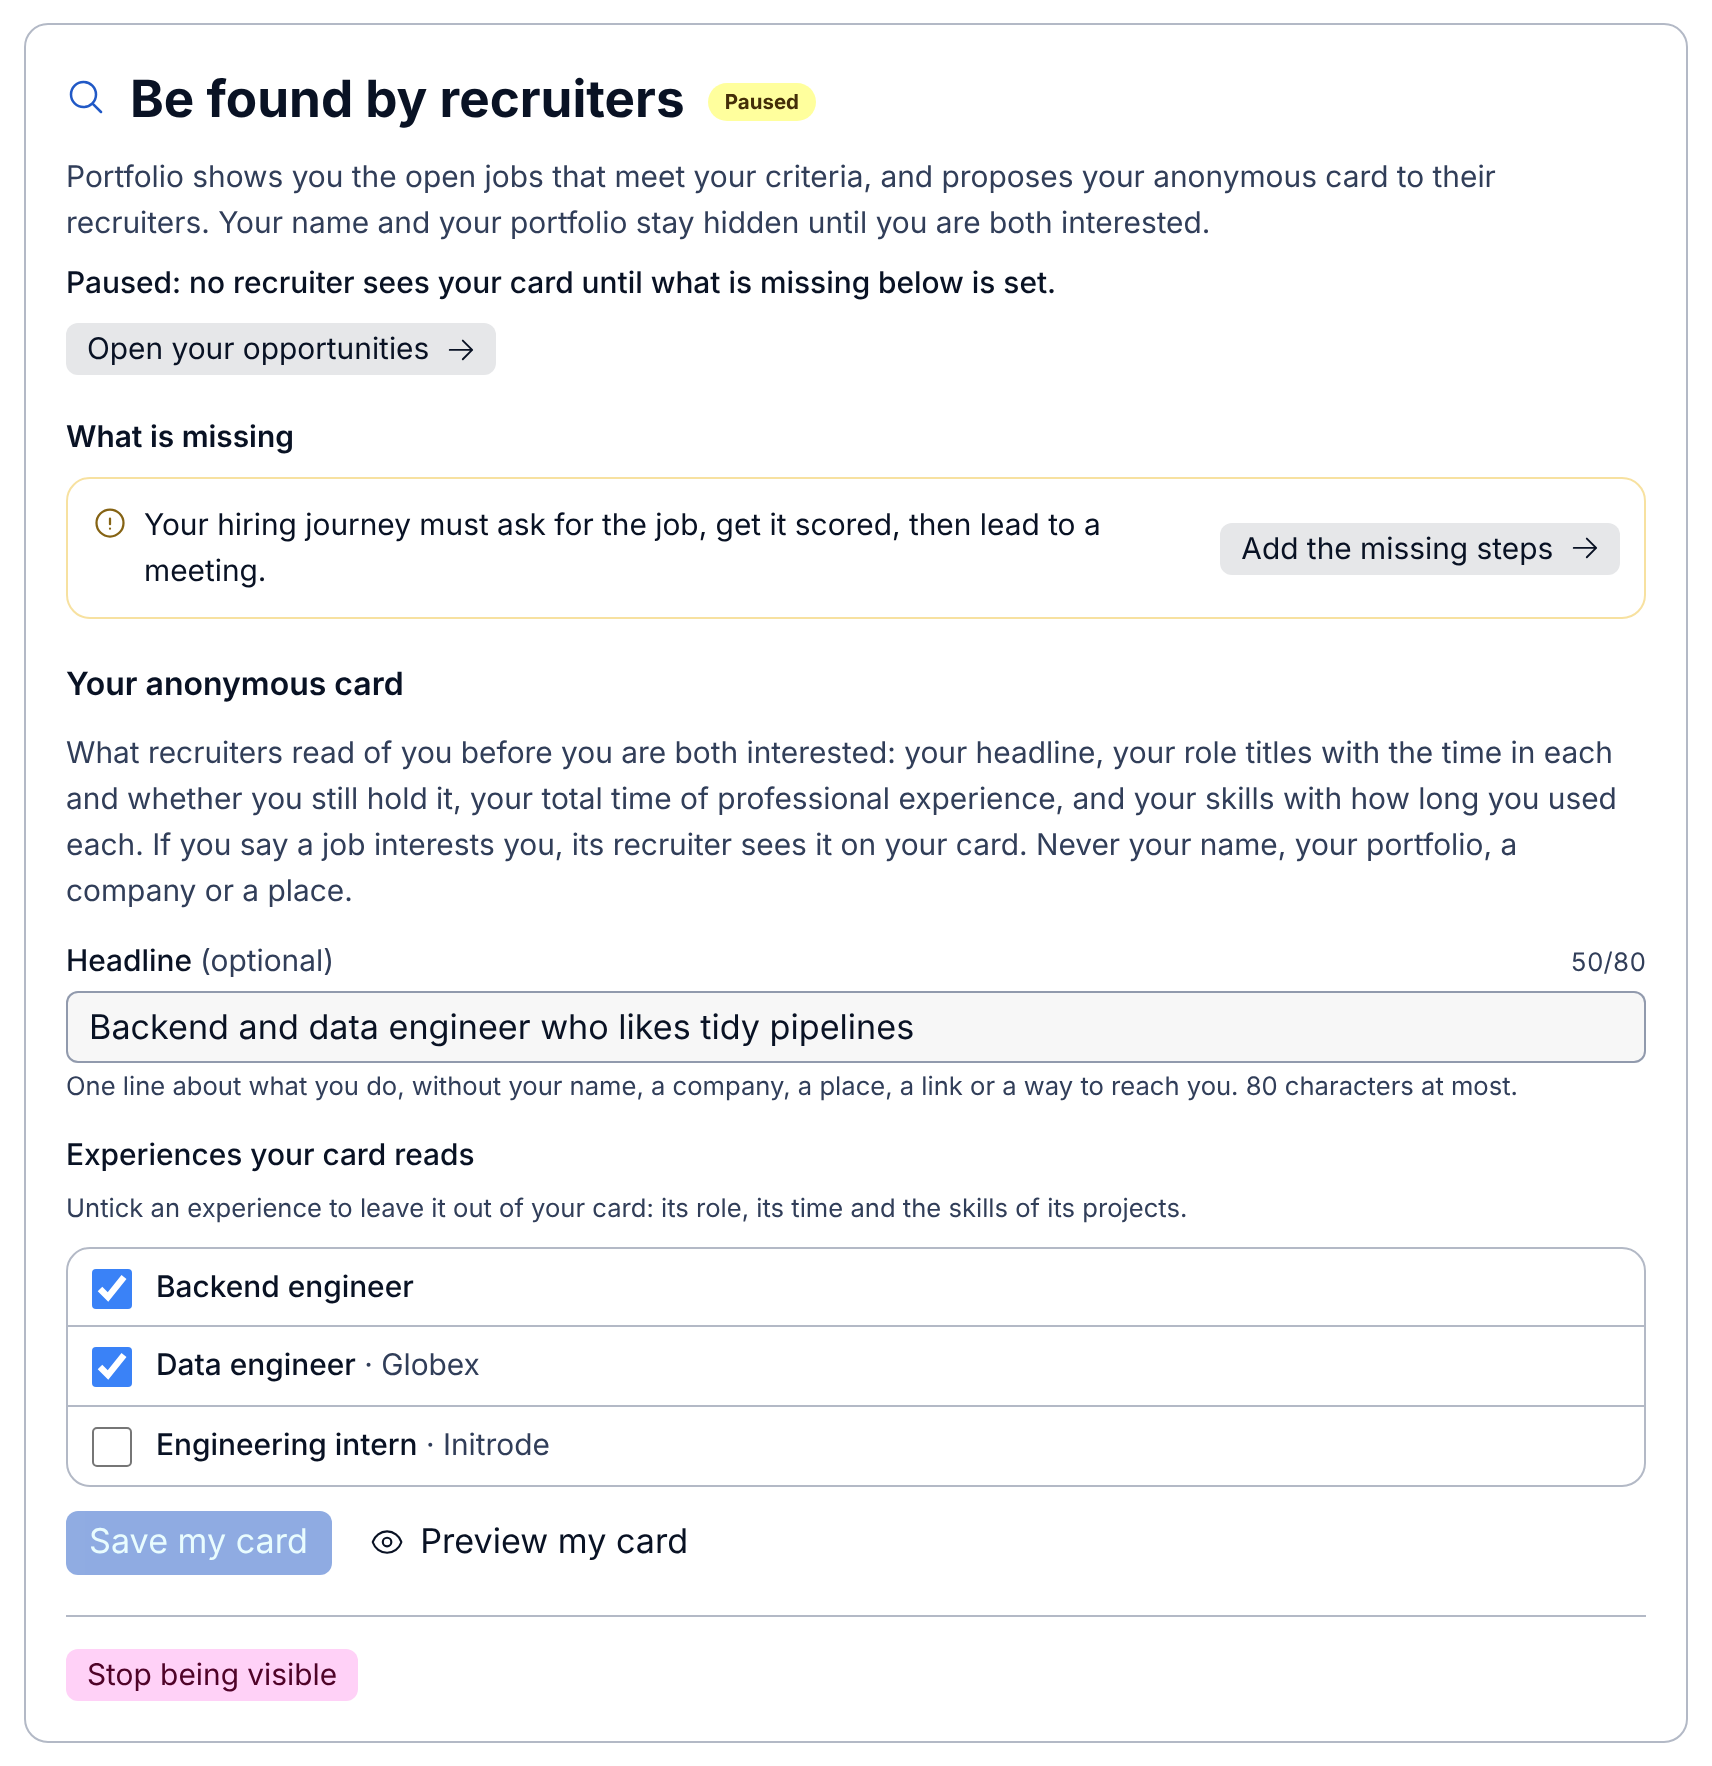 Be found by recruiters Paused
Portfolio shows you the open jobs that meet your criteria, and proposes your anonymous card to their
recruiters. Your name and your portfolio stay hidden until you are both interested.
Paused: no recruiter sees your card until what is missing below is set.
Open your opportunities →
What is missing
Your hiring journey must ask for the job, get it scored, then lead to a
meeting.
Add the missing steps →
Your anonymous card
What recruiters read of you before you are both interested: your headline, your role titles with the time in each
and whether you still hold it, your total time of professional experience, and your skills with how long you used
each. If you say a job interests you, its recruiter sees it on your card. Never your name, your portfolio, a
company or a place.
Headline (optional) 50/80
Backend and data engineer who likes tidy pipelines
One line about what you do, without your name, a company, a place, a link or a way to reach you. 80 characters at most.
Experiences your card reads
Untick an experience to leave it out of your card: its role, its time and the skills of its projects.
Backend engineer
Data engineer · Globex
Engineering intern · Initrode
Save my card Preview my card
Stop being visible